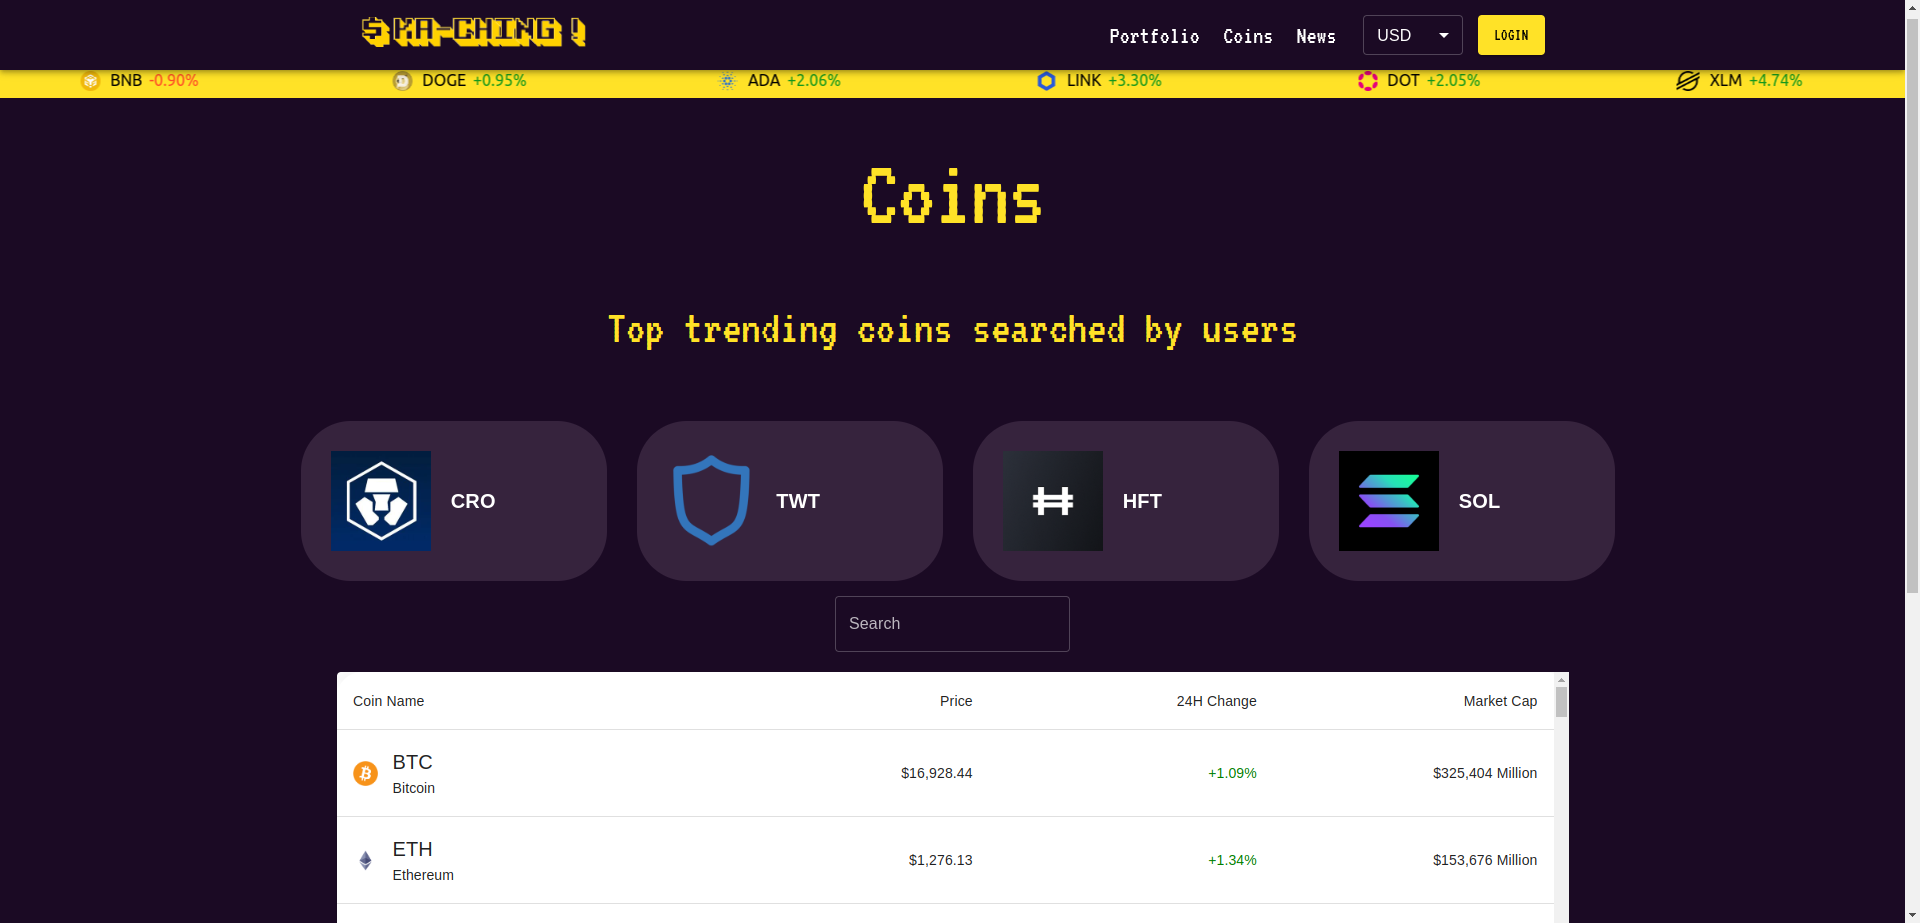 $ KA-CHING !
Portfolio Coins News USD LOGIN
BNB -0.90% DOGE +0.95% ADA +2.06% LINK +3.30% DOT +2.05% XLM +4.74%
Coins
Top trending coins searched by users
CRO TWT HFT SOL
Search
Coin Name Price 24H Change Market Cap
BTC
Bitcoin $16,928.44 +1.09% $325,404 Million
ETH
Ethereum $1,276.13 +1.34% $153,676 Million